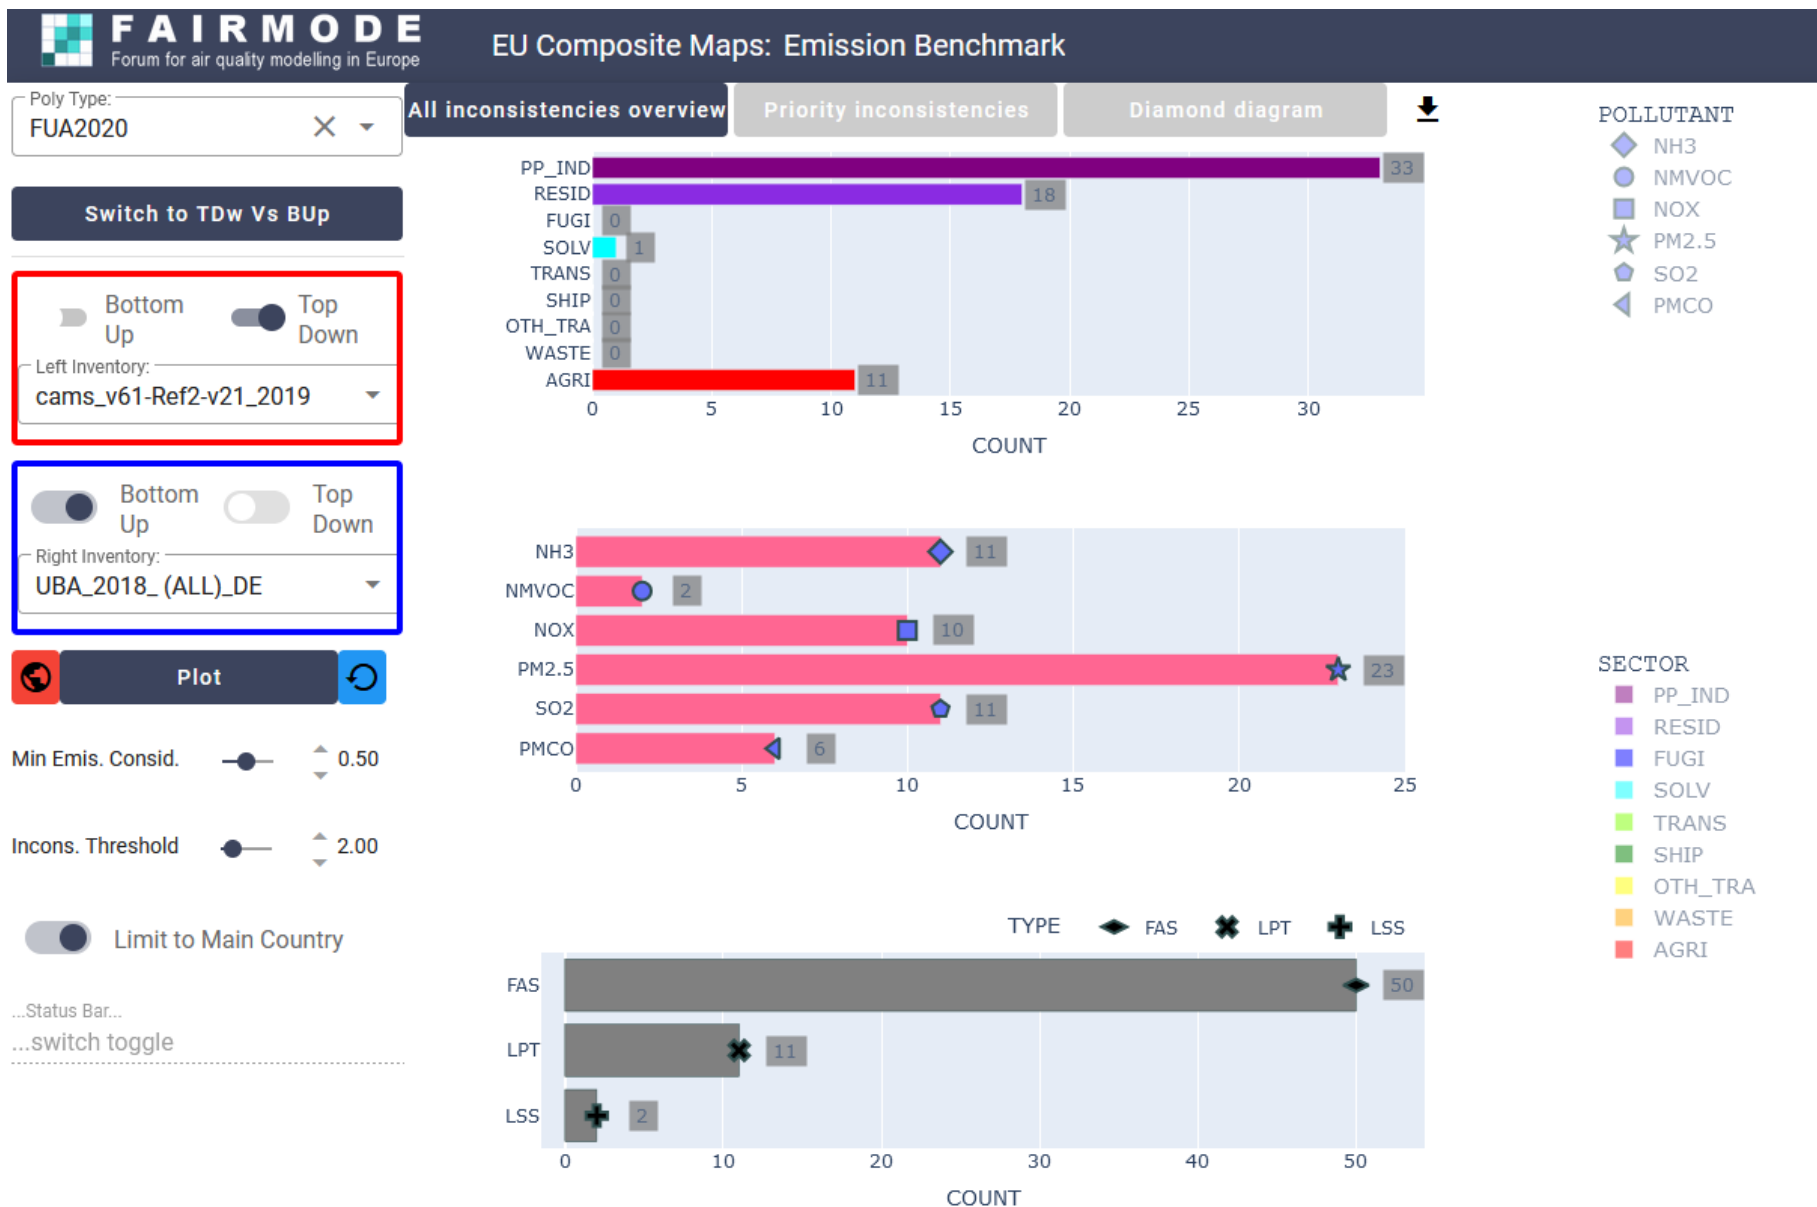 FAIRMODE
Forum for air quality modelling in Europe
EU Composite Maps: Emission Benchmark
Poly Type:
FUA2020
Switch to TDw Vs BUp
Bottom Up
Top Down
Left Inventory:
cams_v61-Ref2-v21_2019
Bottom Up
Top Down
Right Inventory:
UBA_2018_ (ALL)_DE
Plot
Min Emis. Consid.
0.50
Incons. Threshold
2.00
Limit to Main Country
...Status Bar...
...switch toggle
All inconsistencies overview
Priority inconsistencies
Diamond diagram
PP_IND 33
RESID 18
FUGI 0
SOLV 1
TRANS 0
SHIP 0
OTH_TRA 0
WASTE 0
AGRI 11
0 5 10 15 20 25 30
COUNT
NH3 11
NMVOC 2
NOX 10
PM2.5 23
SO2 11
PMCO 6
0 5 10 15 20 25
COUNT
TYPE FAS LPT LSS
FAS 50
LPT 11
LSS 2
0 10 20 30 40 50
COUNT
POLLUTANT
NH3
NMVOC
NOX
PM2.5
SO2
PMCO
SECTOR
PP_IND
RESID
FUGI
SOLV
TRANS
SHIP
OTH_TRA
WASTE
AGRI